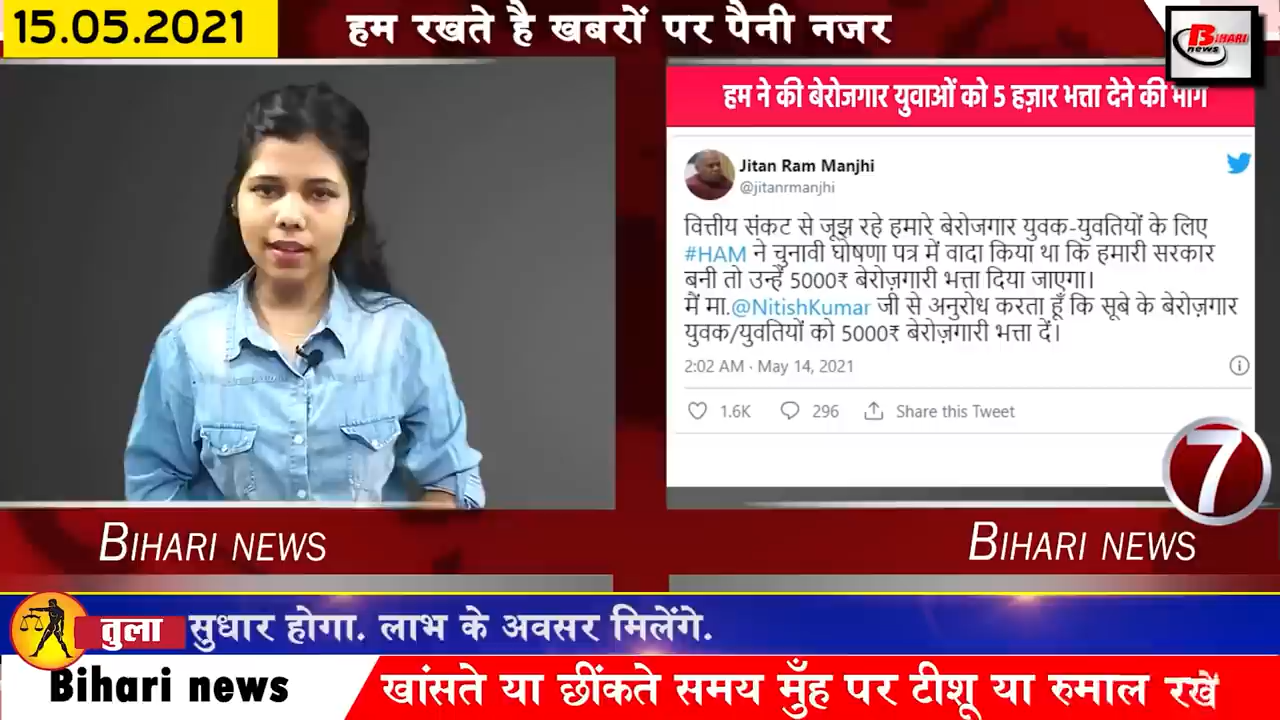 15.05.2021
हम रखते है खबरों पर पैनी नजर
BIHARI
news
हम ने की बेरोजगार युवाओं को 5 हज़ार भत्ता देने की मांग
Jitan Ram Manjhi
@jitanrmanjhi
वित्तीय संकट से जूझ रहे हमारे बेरोजगार युवक-युवतियों के लिए
#HAM ने चुनावी घोषणा पत्र में वादा किया था कि हमारी सरकार
बनी तो उन्हें 5000₹ बेरोज़गारी भत्ता दिया जाएगा।
मैं मा.@NitishKumar जी से अनुरोध करता हूँ कि सूबे के बेरोज़गार
युवक/युवतियों को 5000₹ बेरोज़गारी भत्ता दें।
2:02 AM · May 14, 2021
1.6K 296 Share this Tweet
7
BIHARI NEWS
BIHARI NEWS
तुला सुधार होगा. लाभ के अवसर मिलेंगे.
Bihari news खांसते या छींकते समय मुँह पर टीशू या रुमाल रखें